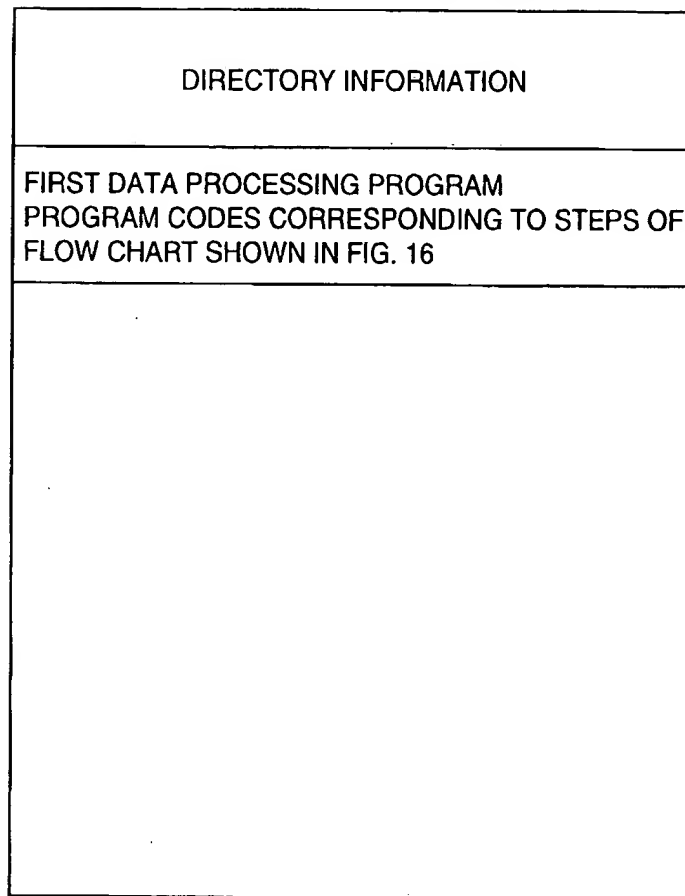 DIRECTORY INFORMATION
FIRST DATA PROCESSING PROGRAM
PROGRAM CODES CORRESPONDING TO STEPS OF
FLOW CHART SHOWN IN FIG. 16